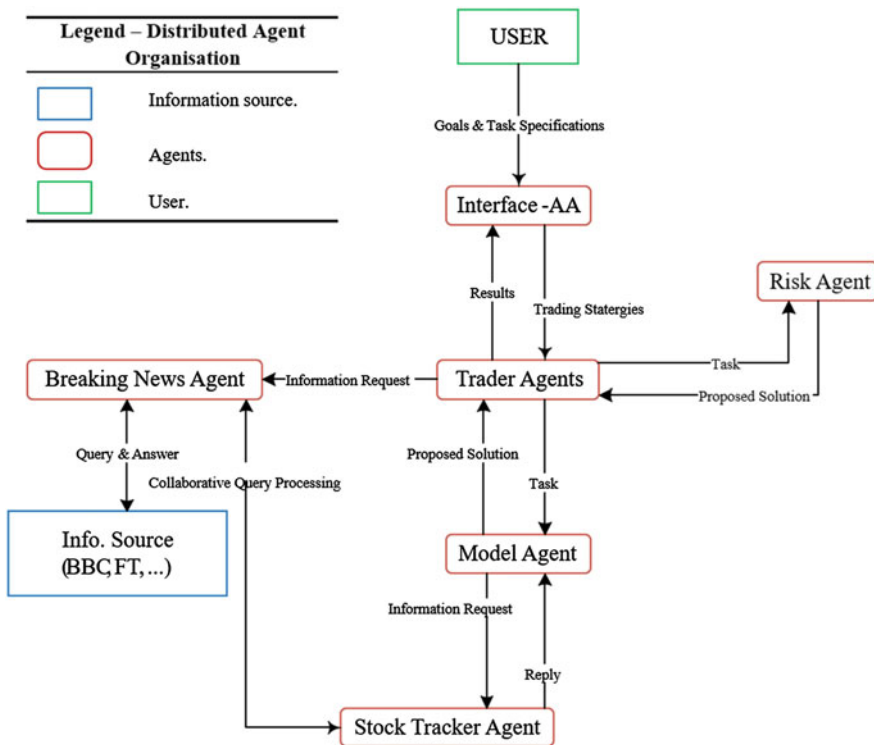 Legend – Distributed Agent
Organisation
Information source.
Agents.
User.
USER
Goals & Task Specifications
Interface -AA
Results
Trading Statergies
Risk Agent
Breaking News Agent
Information Request
Trader Agents
Task
Proposed Solution
Query & Answer
Collaborative Query Processing
Proposed Solution
Task
Info. Source
(BBC,FT, ...)
Model Agent
Information Request
Reply
Stock Tracker Agent